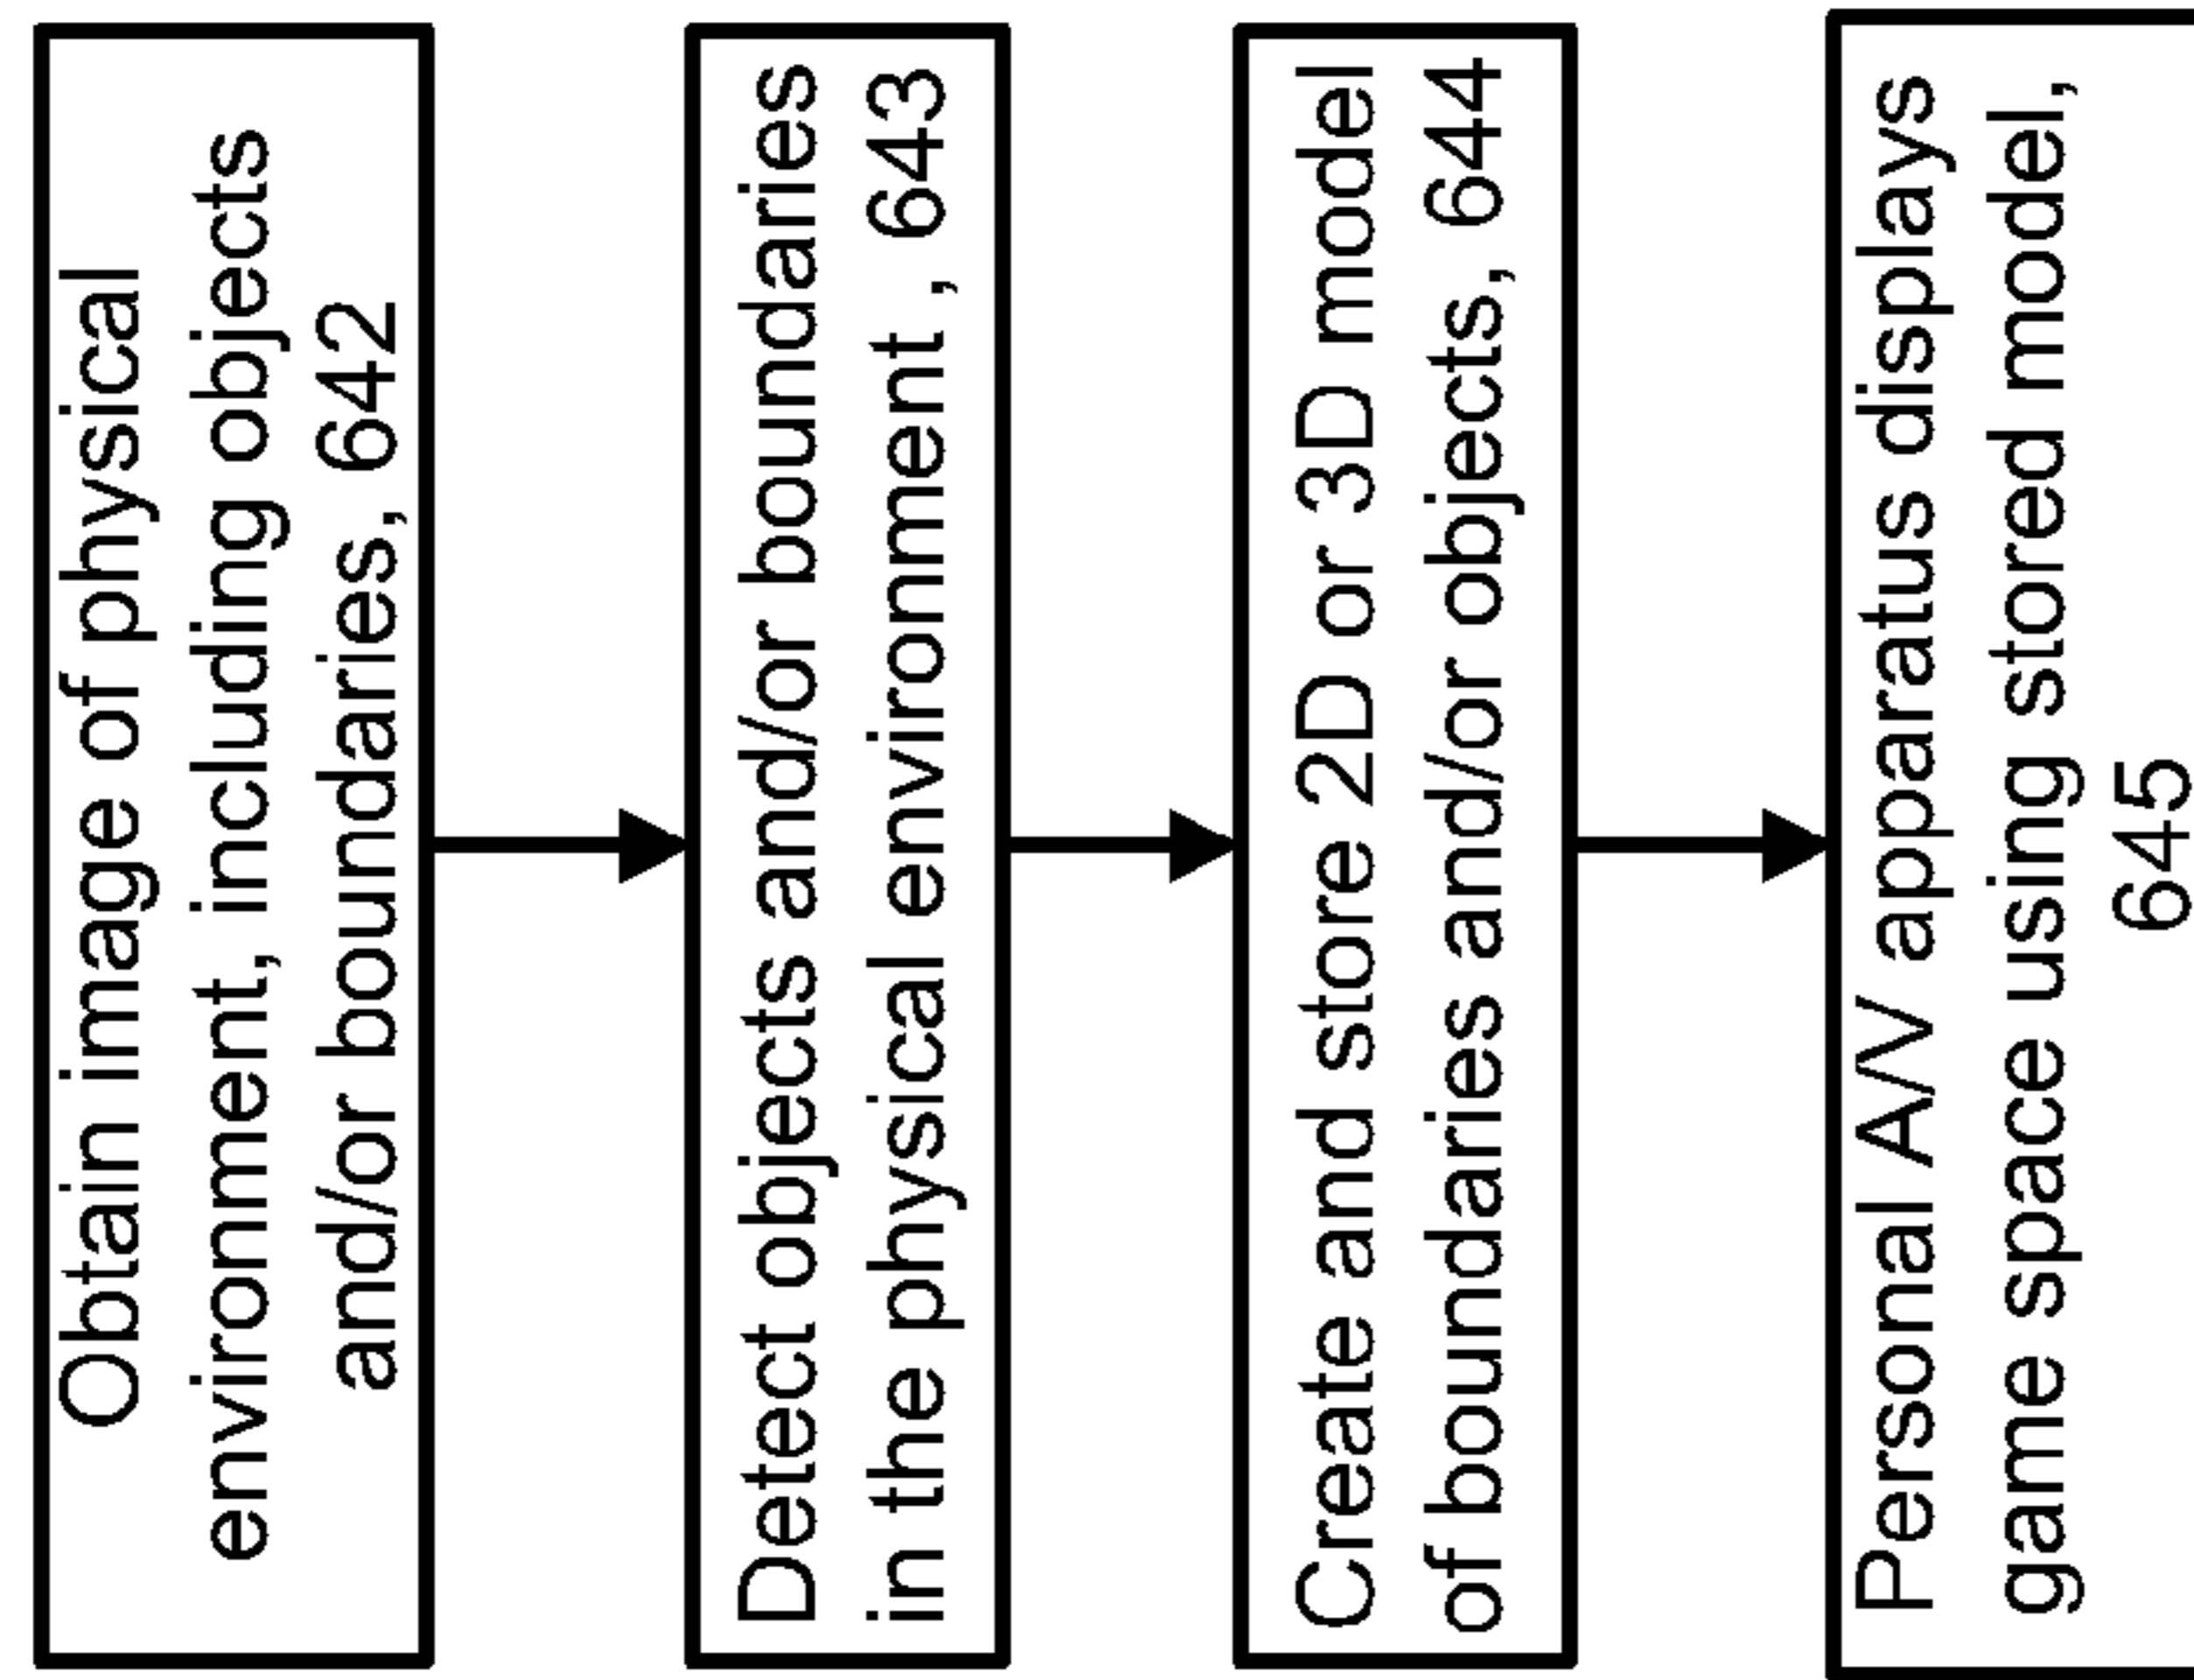 Obtain image of physical
environment, including objects
and/or boundaries, 642
Detect objects and/or boundaries
in the physical environment , 643
Create and store 2D or 3D model
of boundaries and/or objects, 644
Personal A/V apparatus displays
game space using stored model,
645